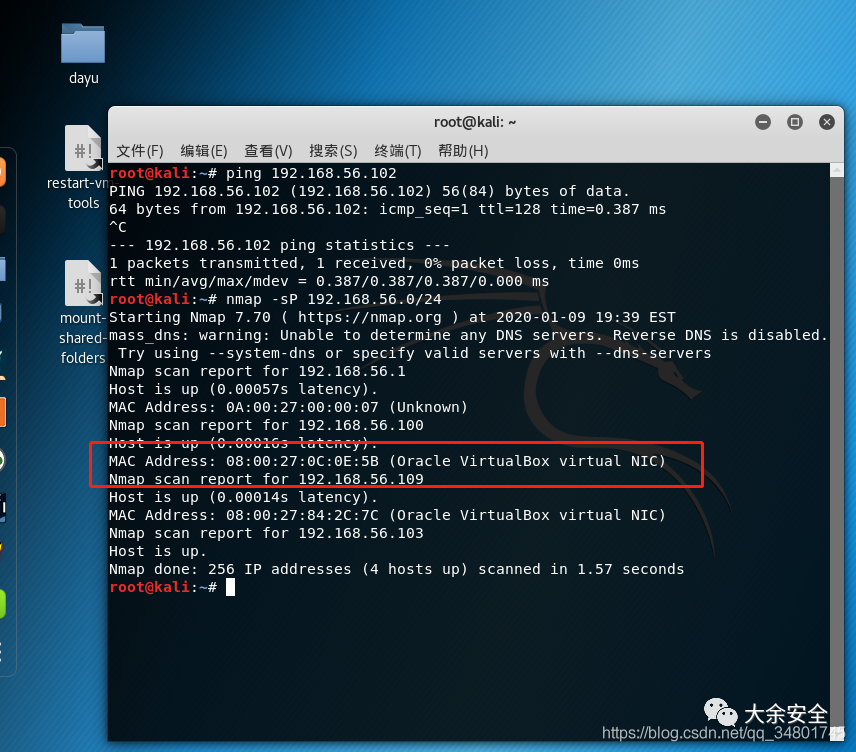 dayu
restart-vm
tools
mount-
shared-
folders
root@kali: ~
文件(F) 编辑(E) 查看(V) 搜索(S) 终端(T) 帮助(H)
root@kali:~# ping 192.168.56.102
PING 192.168.56.102 (192.168.56.102) 56(84) bytes of data.
64 bytes from 192.168.56.102: icmp_seq=1 ttl=128 time=0.387 ms
^C
--- 192.168.56.102 ping statistics ---
1 packets transmitted, 1 received, 0% packet loss, time 0ms
rtt min/avg/max/mdev = 0.387/0.387/0.387/0.000 ms
root@kali:~# nmap -sP 192.168.56.0/24
Starting Nmap 7.70 ( https://nmap.org ) at 2020-01-09 19:39 EST
mass_dns: warning: Unable to determine any DNS servers. Reverse DNS is disabled.
Try using --system-dns or specify valid servers with --dns-servers
Nmap scan report for 192.168.56.1
Host is up (0.00057s latency).
MAC Address: 0A:00:27:00:00:07 (Unknown)
Nmap scan report for 192.168.56.100
Host is up (0.00016s latency).
MAC Address: 08:00:27:0C:0E:5B (Oracle VirtualBox virtual NIC)
Nmap scan report for 192.168.56.109
Host is up (0.00014s latency).
MAC Address: 08:00:27:84:2C:7C (Oracle VirtualBox virtual NIC)
Nmap scan report for 192.168.56.103
Host is up.
Nmap done: 256 IP addresses (4 hosts up) scanned in 1.57 seconds
root@kali:~#
大余安全
https://blog.csdn.net/qq_34801745